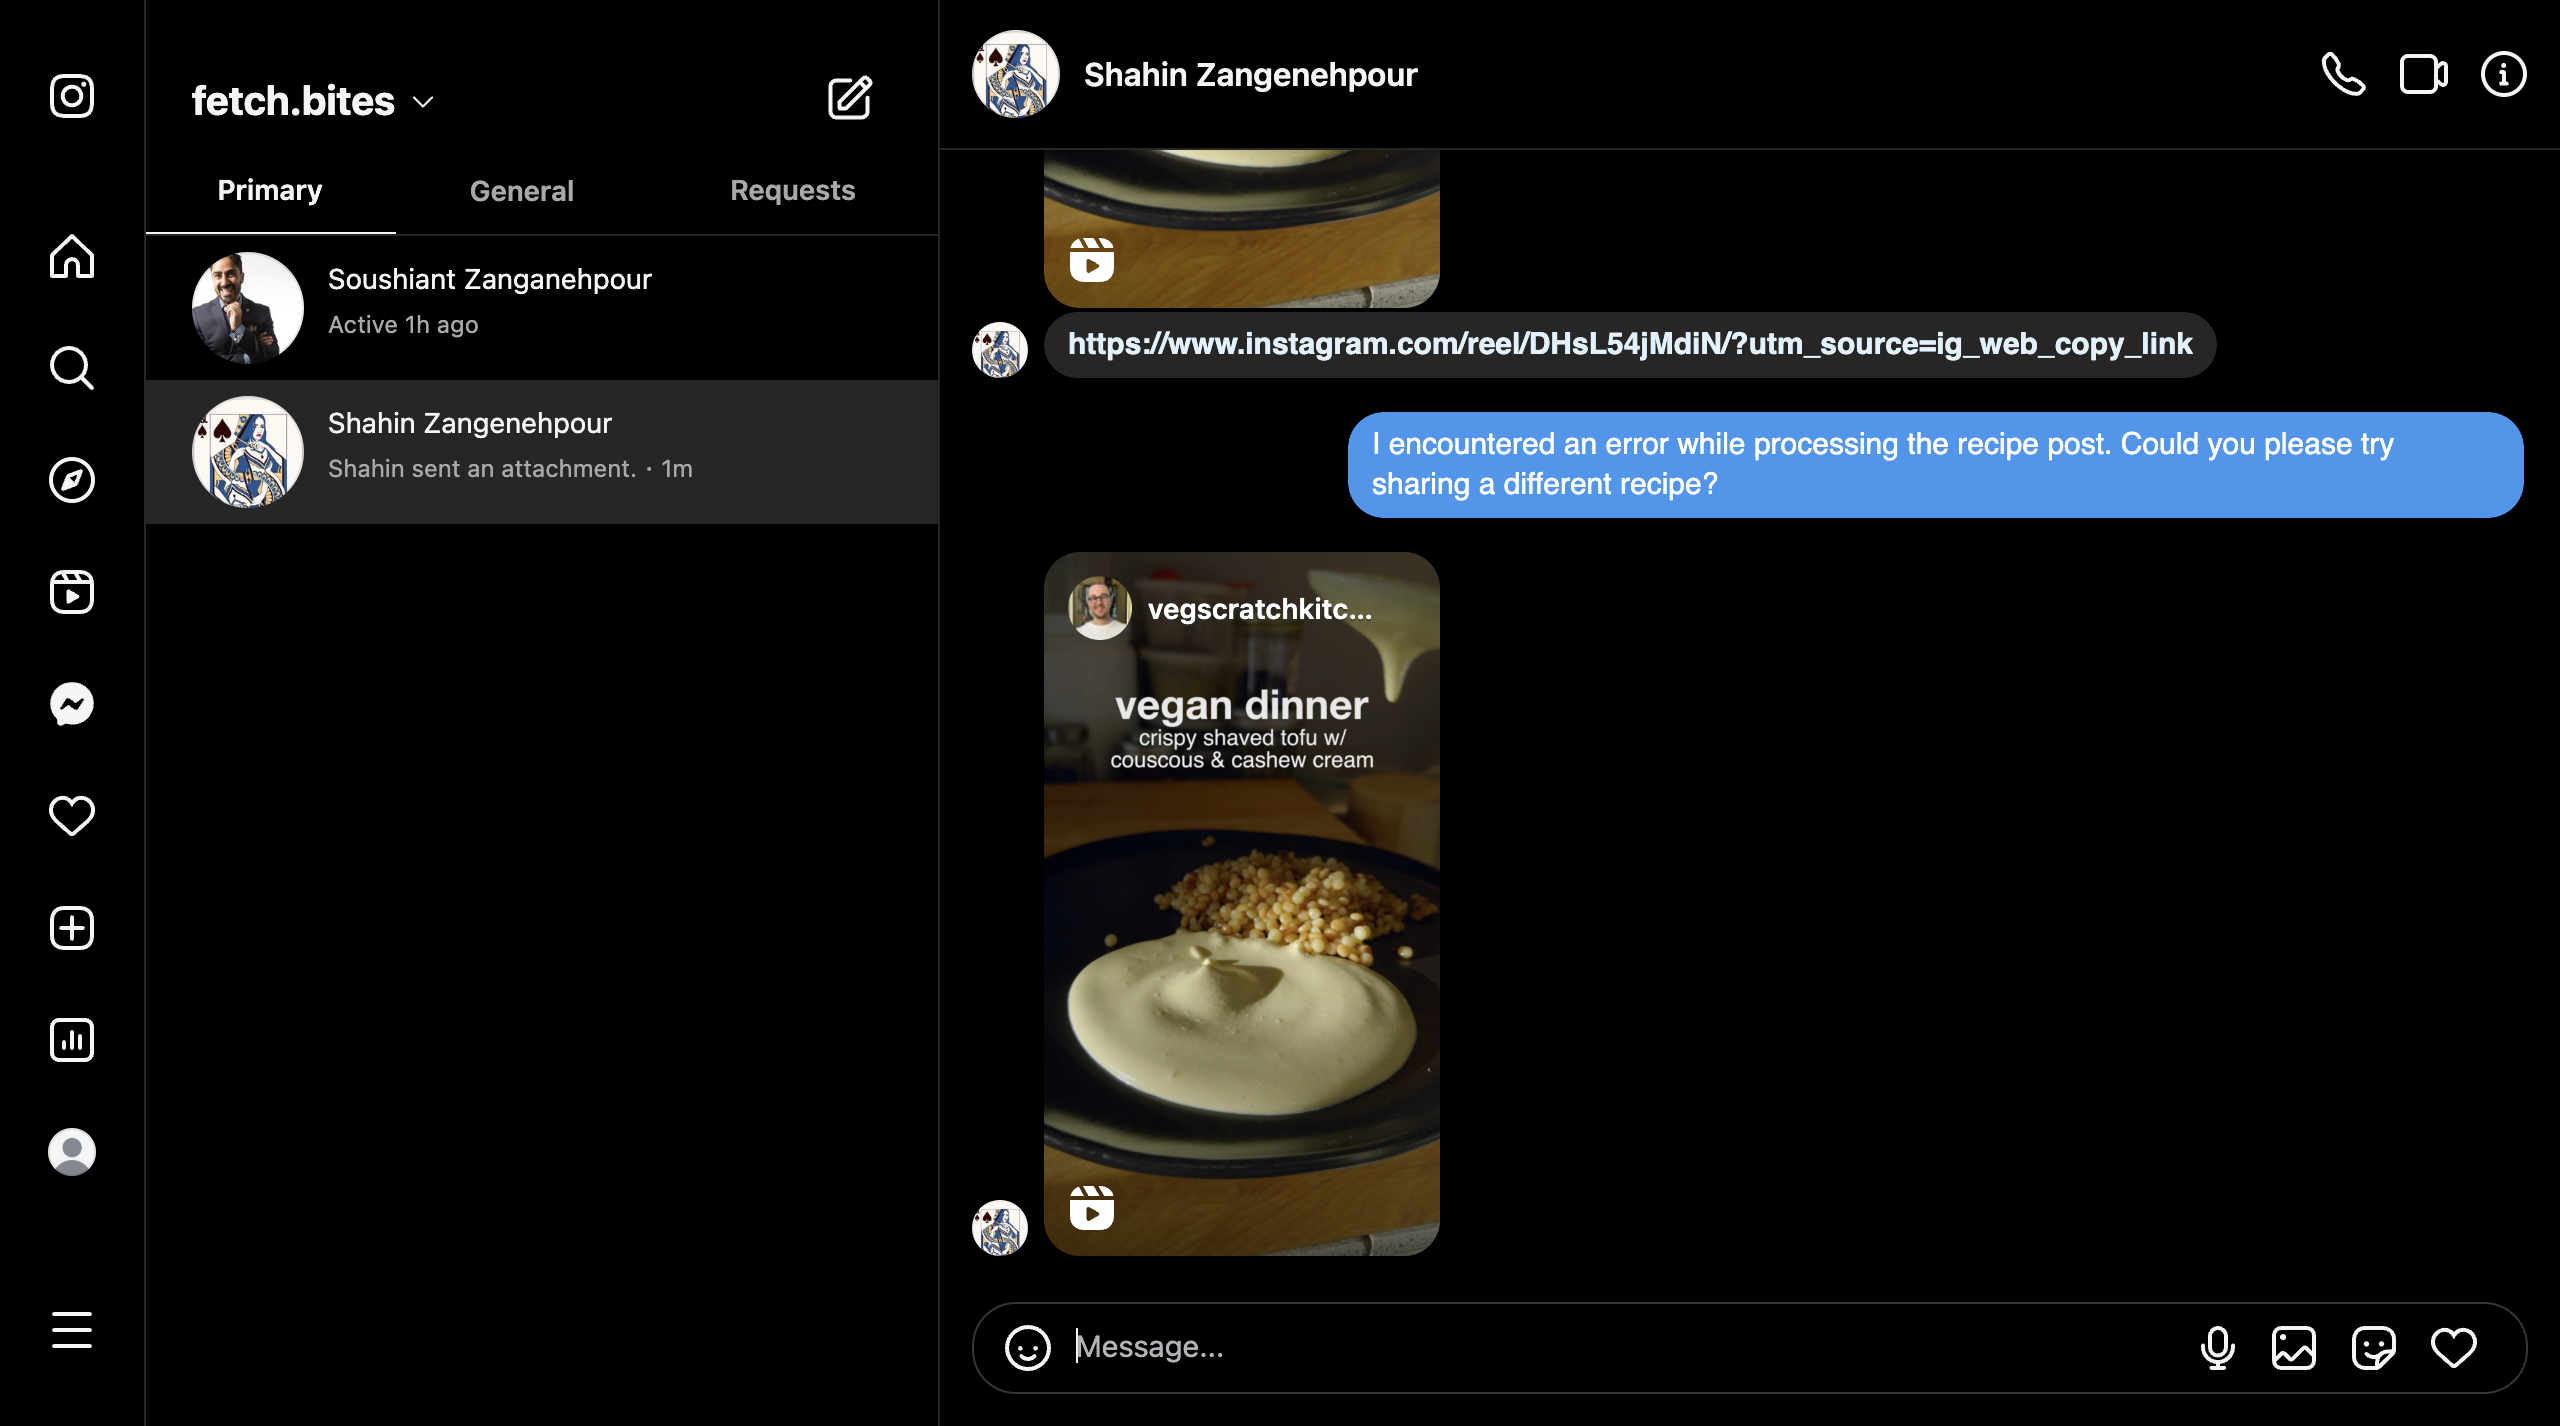 fetch.bites
Primary
General
Requests
Soushiant Zanganehpour
Active 1h ago
Shahin Zangenehpour
Shahin sent an attachment. · 1m
Shahin Zangenehpour
https://www.instagram.com/reel/DHsL54jMdiN/?utm_source=ig_web_copy_link
I encountered an error while processing the recipe post. Could you please try
sharing a different recipe?
vegscratchkitc...
vegan dinner
crispy shaved tofu w/
couscous & cashew cream
Message...